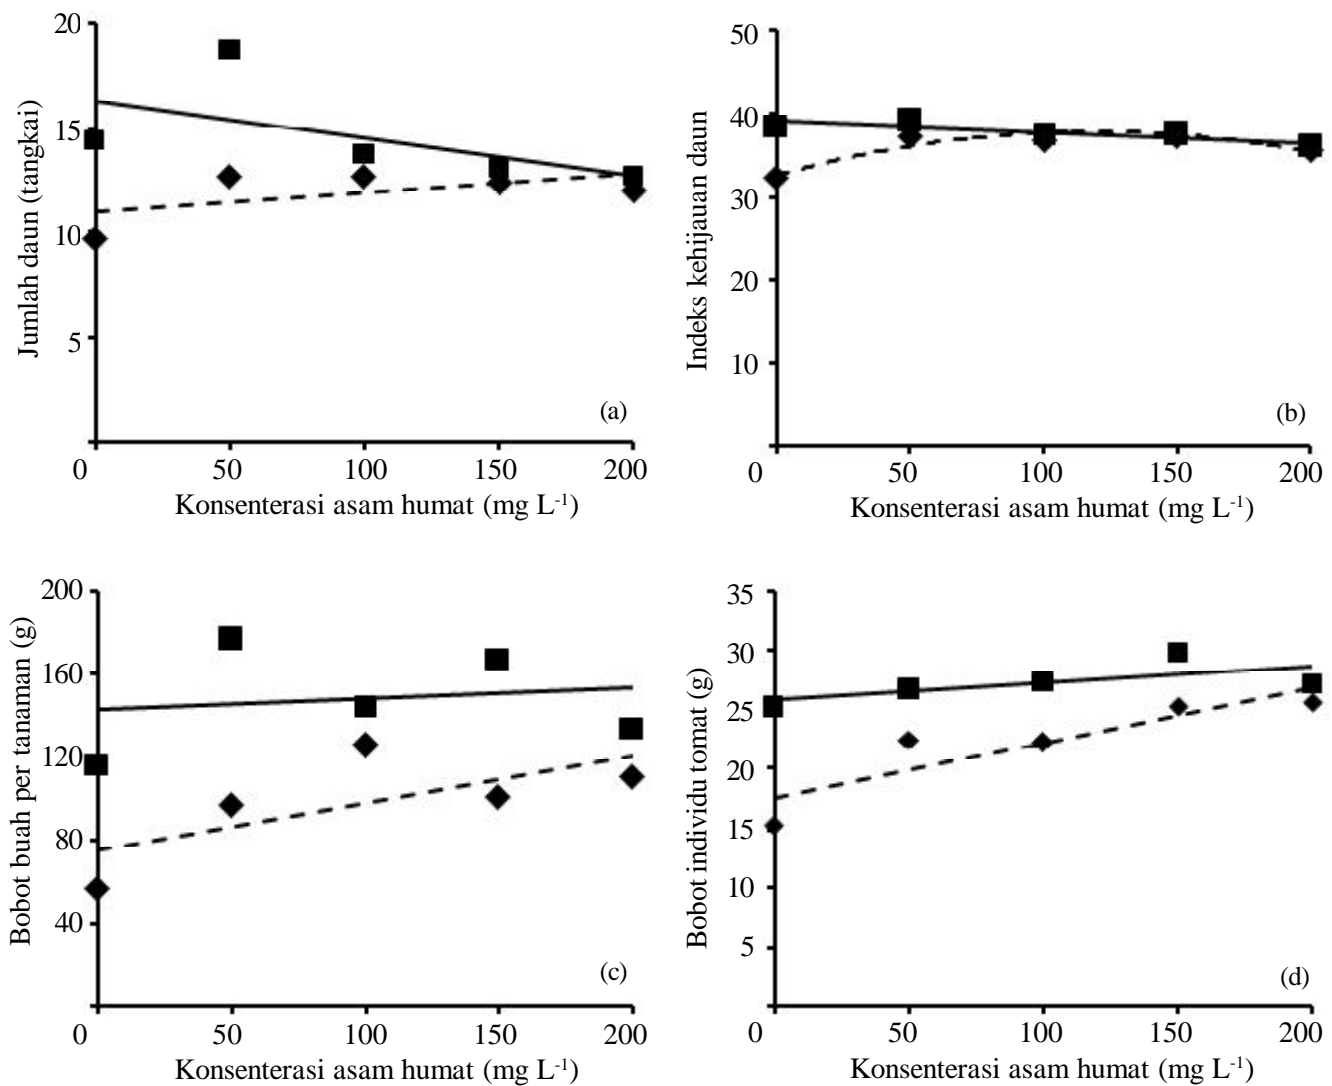 20
15
10
5
Jumlah daun (tangkai)
(a)
0 50 100 150 200
Konsenterasi asam humat (mg L-1)
50
40
30
20
10
Indeks kehijauan daun
(b)
0 50 100 150 200
Konsenterasi asam humat (mg L-1)
200
160
120
80
40
Bobot buah per tanaman (g)
(c)
0 50 100 150 200
Konsenterasi asam humat (mg L-1)
35
30
25
20
15
10
5
Bobot individu tomat (g)
(d)
0 50 100 150 200
Konsenterasi asam humat (mg L-1)